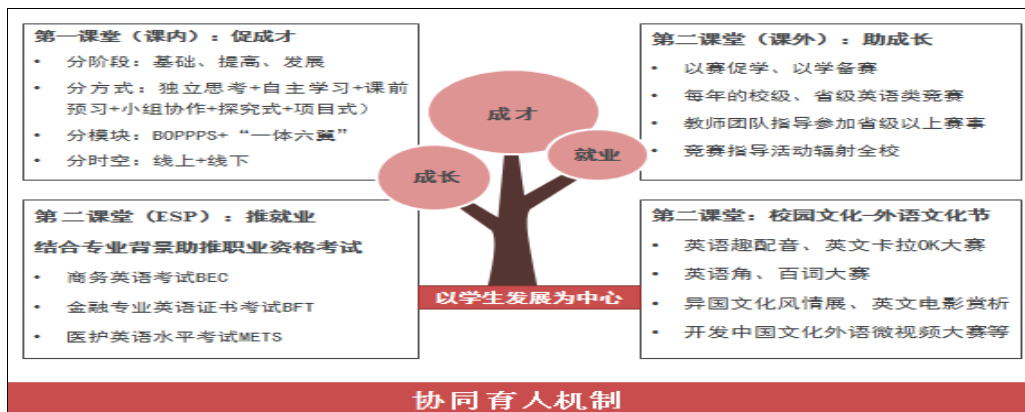 第一课堂（课内）：促成才
• 分阶段：基础、提高、发展
• 分方式：独立思考+自主学习+课前
预习+小组协作+探究式+项目式）
• 分模块：BOPPPS+“一体六翼”
• 分时空：线上+线下
第二课堂（课外）：助成长
• 以赛促学、以学备赛
• 每年的校级、省级英语类竞赛
• 教师团队指导参加省级以上赛事
• 竞赛指导活动辐射全校
成才
就业
成长
以学生发展为中心
第二课堂（ESP）：推就业
结合专业背景助推职业资格考试
• 商务英语考试BEC
• 金融专业英语证书考试BFT
• 医护英语水平考试METS
第二课堂：校园文化-外语文化节
• 英语趣配音、英文卡拉OK大赛
• 英语角、百词大赛
• 异国文化风情展、英文电影赏析
• 开发中国文化外语微视频大赛等
协同育人机制